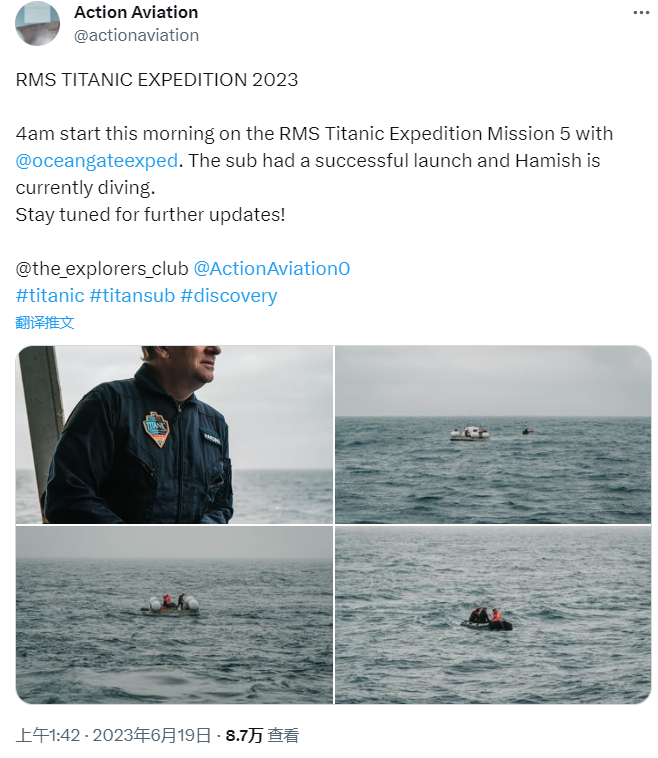 Action Aviation
@actionaviation
RMS TITANIC EXPEDITION 2023
4am start this morning on the RMS Titanic Expedition Mission 5 with
@oceangateexped. The sub had a successful launch and Hamish is
currently diving.
Stay tuned for further updates!
@the_explorers_club @ActionAviation0
#titanic #titansub #discovery
翻译推文
TITANIC
上午1:42 · 2023年6月19日 · 8.7万 查看